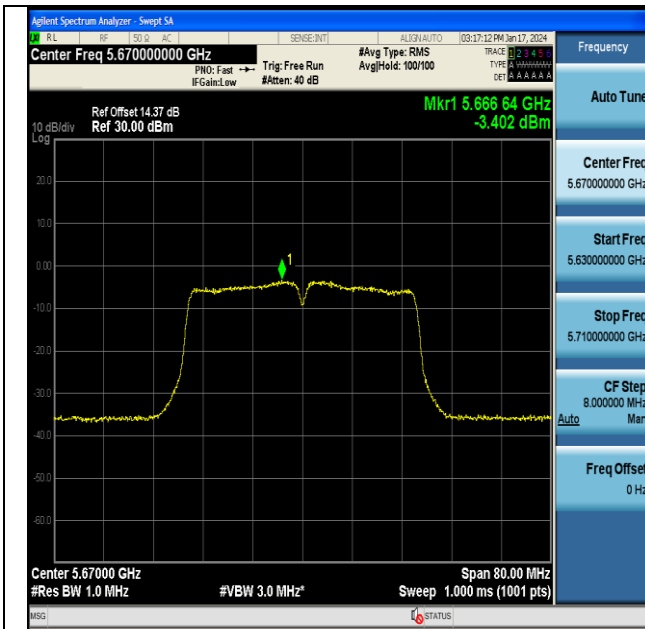 Agilent Spectrum Analyzer - Swept SA
RL RF 50 Ω AC SENSE:INT ALIGN AUTO 03:17:12 PM Jan 17, 2024
Center Freq 5.670000000 GHz
PNO: Fast
IFGain:Low
Trig: Free Run
#Atten: 40 dB
#Avg Type: RMS
Avg|Hold: 100/100
TRACE 1 2 3 4 5 6
TYPE A
DET A A A A A A
Mkr1 5.666 64 GHz
-3.402 dBm
Ref Offset 14.37 dB
10 dB/div Ref 30.00 dBm
Log
20.0
10.0
0.00
-10.0
-20.0
-30.0
-40.0
-50.0
-60.0
1
Center 5.67000 GHz Span 80.00 MHz
#Res BW 1.0 MHz #VBW 3.0 MHz* Sweep 1.000 ms (1001 pts)
MSG STATUS
Frequency
Auto Tune
Center Freq
5.670000000 GHz
Start Freq
5.630000000 GHz
Stop Freq
5.710000000 GHz
CF Step
8.000000 MHz
Auto Man
Freq Offset
0 Hz